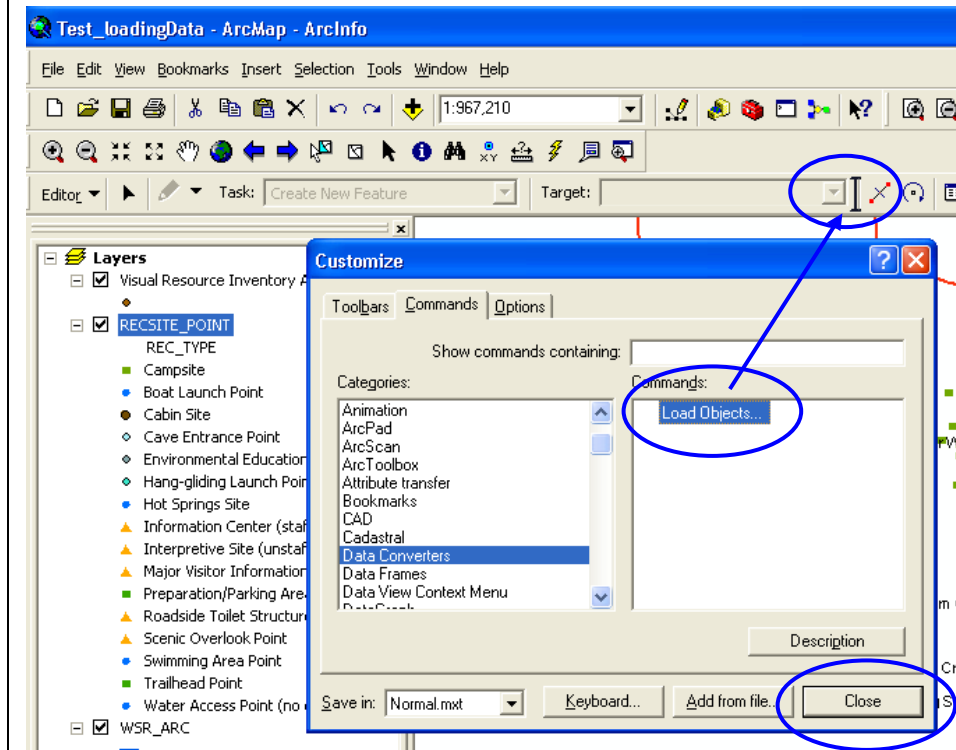 Test_loadingData - ArcMap - ArcInfo
File Edit View Bookmarks Insert Selection Tools Window Help
1:967,210
Editor Task: Create New Feature Target:
Layers
Visual Resource Inventory A
RECSITE_POINT
REC_TYPE
Campsite
Boat Launch Point
Cabin Site
Cave Entrance Point
Environmental Education
Hang-gliding Launch Poin
Hot Springs Site
Information Center (staf
Interpretive Site (unstaf
Major Visitor Information
Preparation/Parking Area
Roadside Toilet Structure
Scenic Overlook Point
Swimming Area Point
Trailhead Point
Water Access Point (no
WSR_ARC
Customize
Toolbars Commands Options
Show commands containing:
Categories:
Commands:
Animation
ArcPad
ArcScan
ArcToolbox
Attribute transfer
Bookmarks
CAD
Cadastral
Data Converters
Data Frames
Data View Context Menu
Load Objects...
Description
Save in: Normal.mxt Keyboard... Add from file... Close